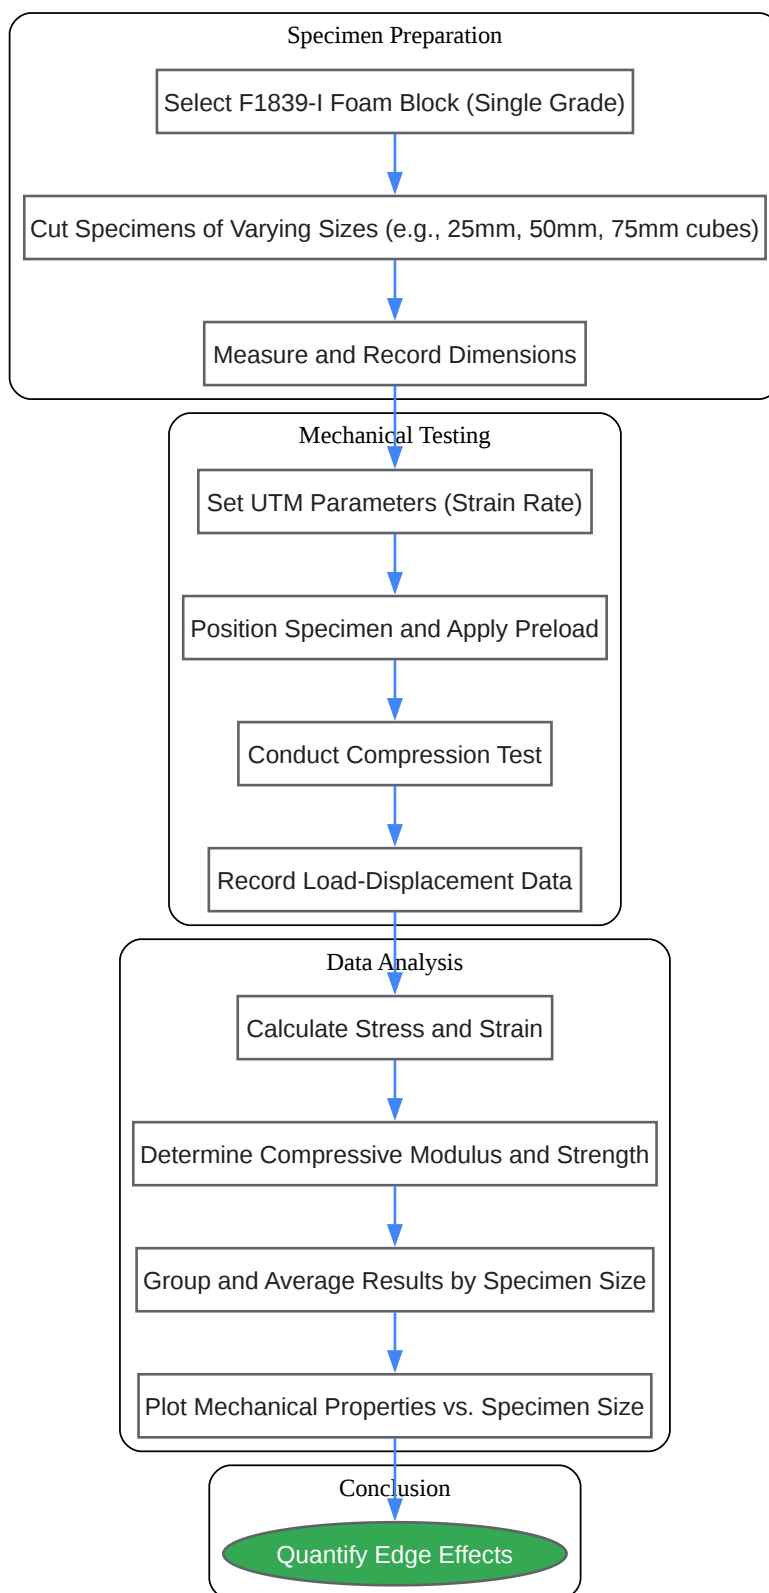 Specimen Preparation
Select F1839-I Foam Block (Single Grade)
Cut Specimens of Varying Sizes (e.g., 25mm, 50mm, 75mm cubes)
Measure and Record Dimensions
Mechanical Testing
Set UTM Parameters (Strain Rate)
Position Specimen and Apply Preload
Conduct Compression Test
Record Load-Displacement Data
Data Analysis
Calculate Stress and Strain
Determine Compressive Modulus and Strength
Group and Average Results by Specimen Size
Plot Mechanical Properties vs. Specimen Size
Conclusion
Quantify Edge Effects